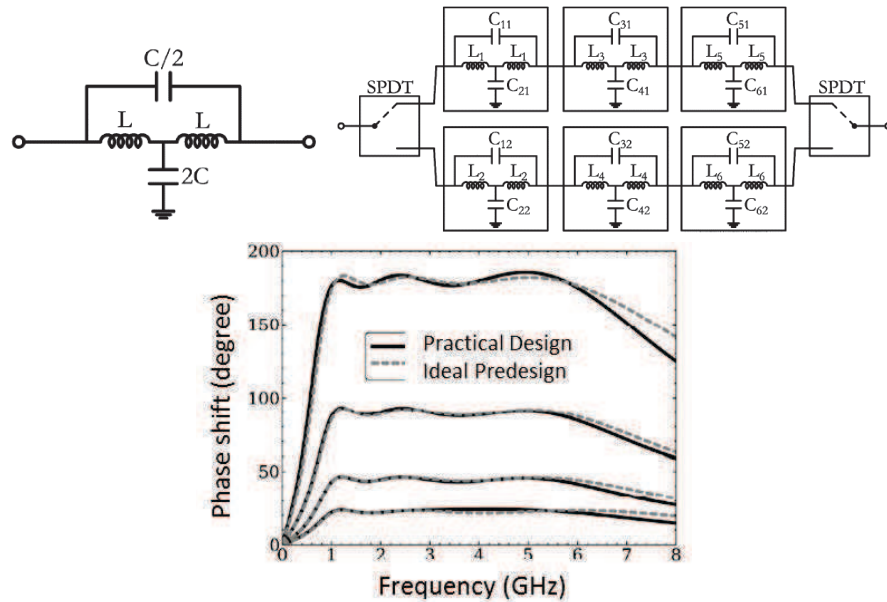 C/2
L L
2C
C₁₁ C₃₁ C₅₁
L₁ L₁ L₃ L₃ L₅ L₅
SPDT SPDT
C₂₁ C₄₁ C₆₁
C₁₂ C₃₂ C₅₂
L₂ L₂ L₄ L₄ L₆ L₆
C₂₂ C₄₂ C₆₂
Phase shift (degree)
200
150
100
50
0
Practical Design
Ideal Predesign
0 1 2 3 4 5 6 7 8
Frequency (GHz)